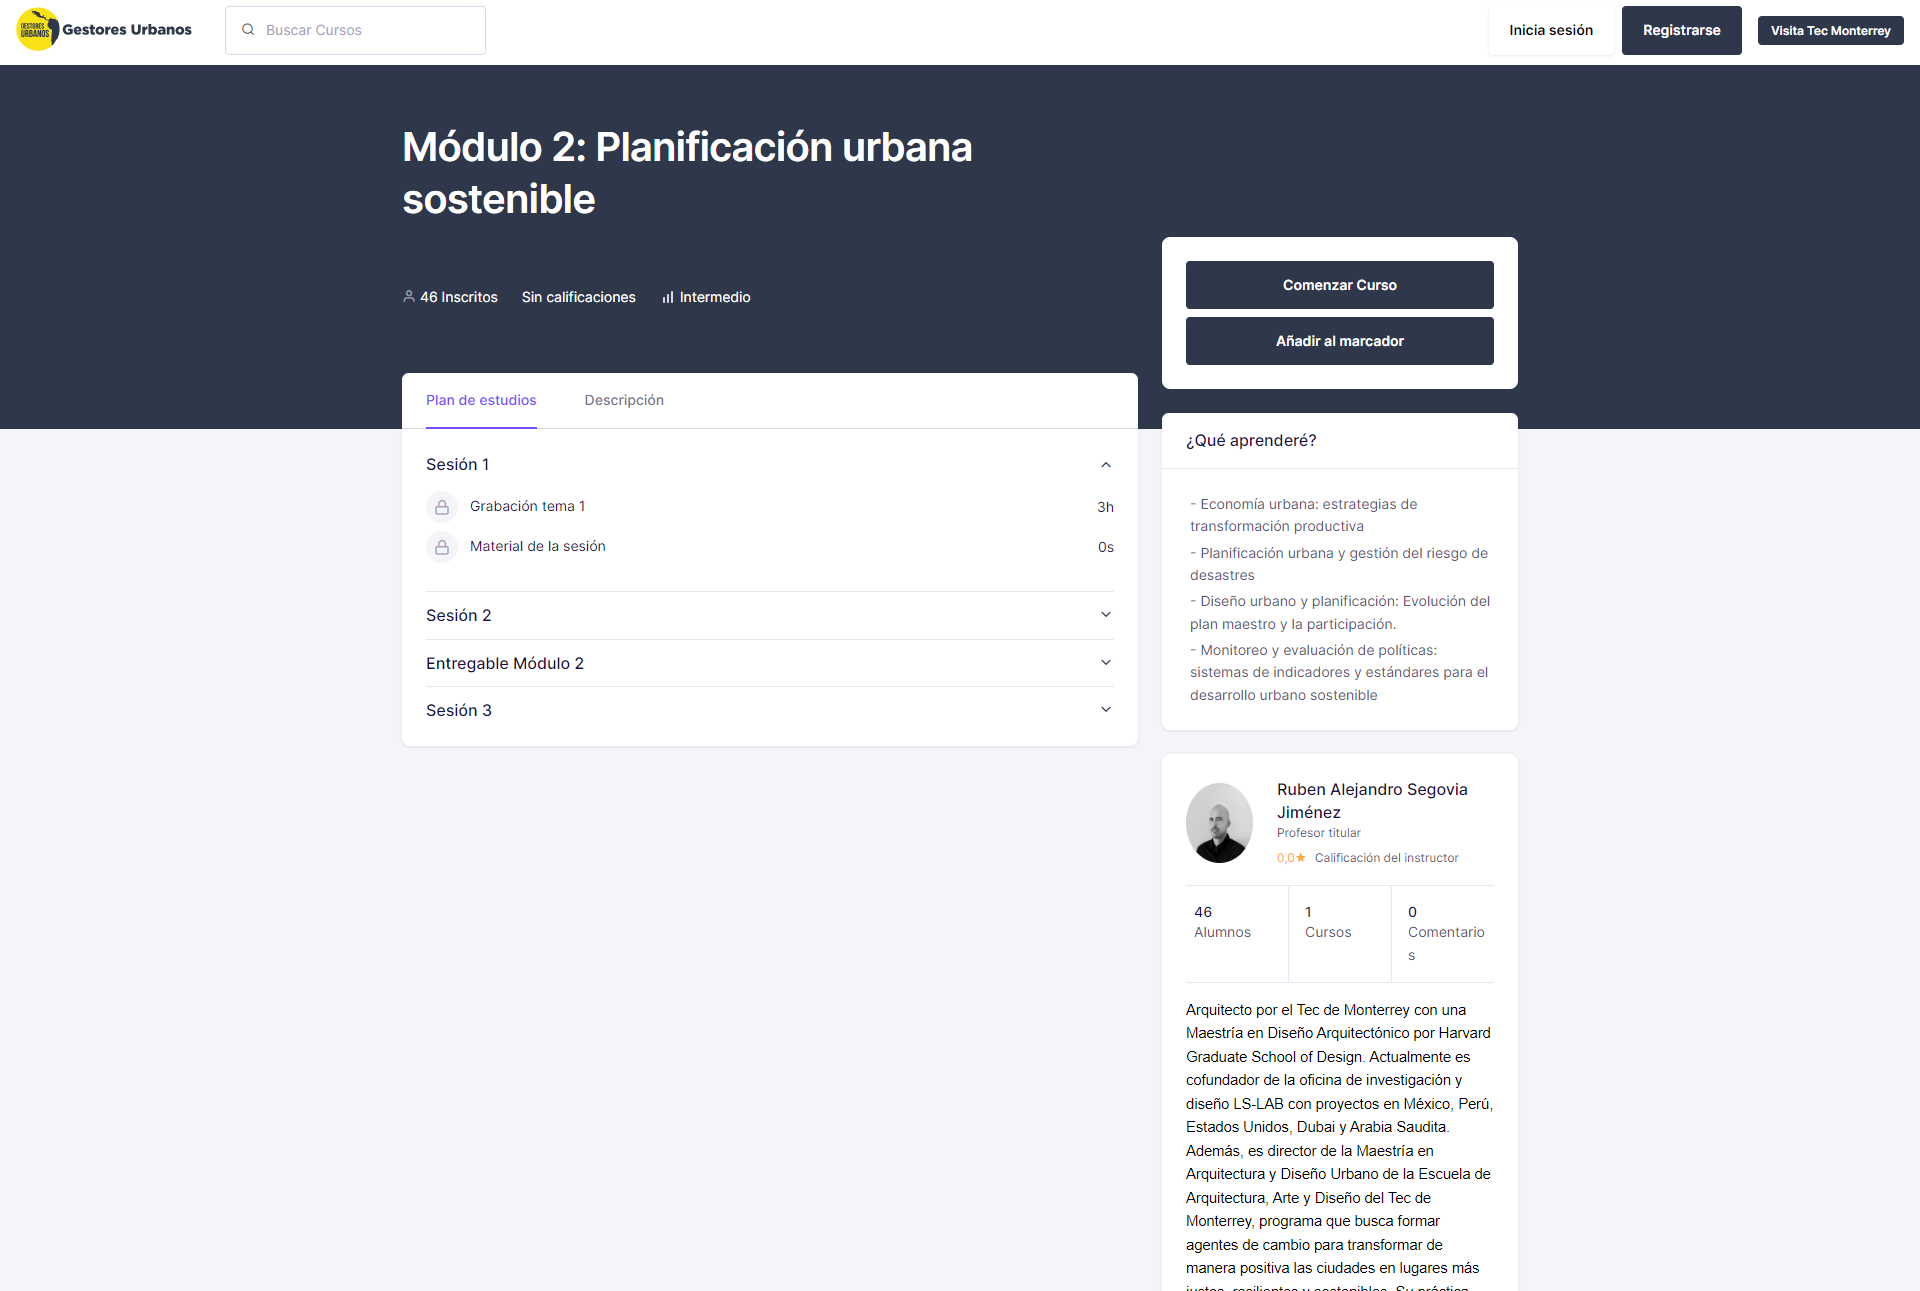 GESTORES
URBANOS
Gestores Urbanos
Buscar Cursos
Inicia sesión
Registrarse
Visita Tec Monterrey
Módulo 2: Planificación urbana
sostenible
46 Inscritos
Sin calificaciones
Intermedio
Comenzar Curso
Añadir al marcador
Plan de estudios
Descripción
Sesión 1
Grabación tema 1
3h
Material de la sesión
0s
Sesión 2
Entregable Módulo 2
Sesión 3
¿Qué aprenderé?
- Economía urbana: estrategias de
transformación productiva
- Planificación urbana y gestión del riesgo de
desastres
- Diseño urbano y planificación: Evolución del
plan maestro y la participación.
- Monitoreo y evaluación de políticas:
sistemas de indicadores y estándares para el
desarrollo urbano sostenible
Ruben Alejandro Segovia
Jiménez
Profesor titular
0,0★ Calificación del instructor
46
Alumnos
1
Cursos
0
Comentario
s
Arquitecto por el Tec de Monterrey con una
Maestría en Diseño Arquitectónico por Harvard
Graduate School of Design. Actualmente es
cofundador de la oficina de investigación y
diseño LS-LAB con proyectos en México, Perú,
Estados Unidos, Dubai y Arabia Saudita.
Además, es director de la Maestría en
Arquitectura y Diseño Urbano de la Escuela de
Arquitectura, Arte y Diseño del Tec de
Monterrey, programa que busca formar
agentes de cambio para transformar de
manera positiva las ciudades en lugares más
justos, resilientes y sostenibles. Su práctica